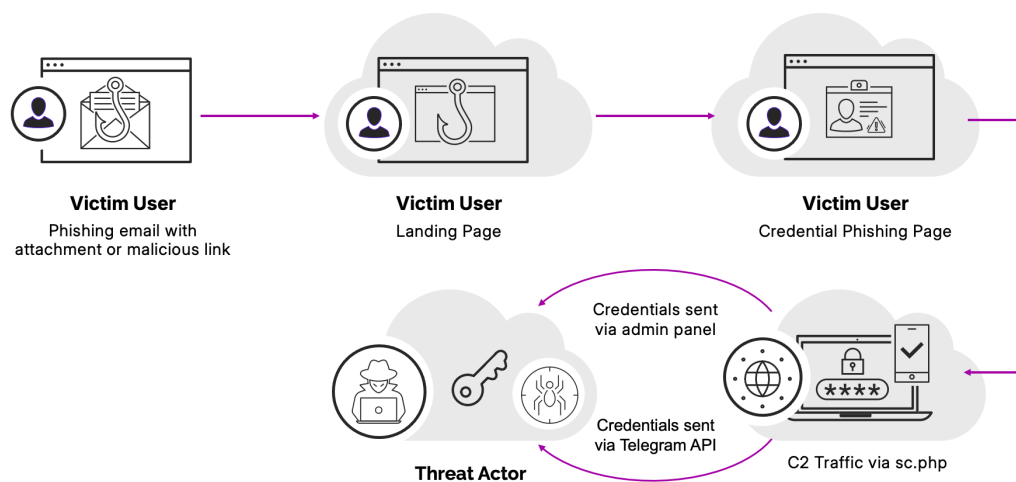 Victim User
Phishing email with
attachment or malicious link
Victim User
Landing Page
Victim User
Credential Phishing Page
Credentials sent
via admin panel
Credentials sent
via Telegram API
Threat Actor
****
C2 Traffic via sc.php